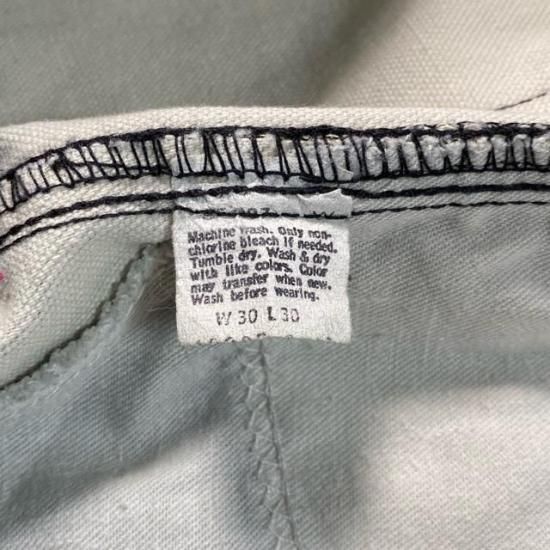 Machine wash. Only non-
chlorine bleach if needed.
Tumble dry. Wash & dry
with like colors. Color
may transfer when new.
Wash before wearing.
W 30 L 30